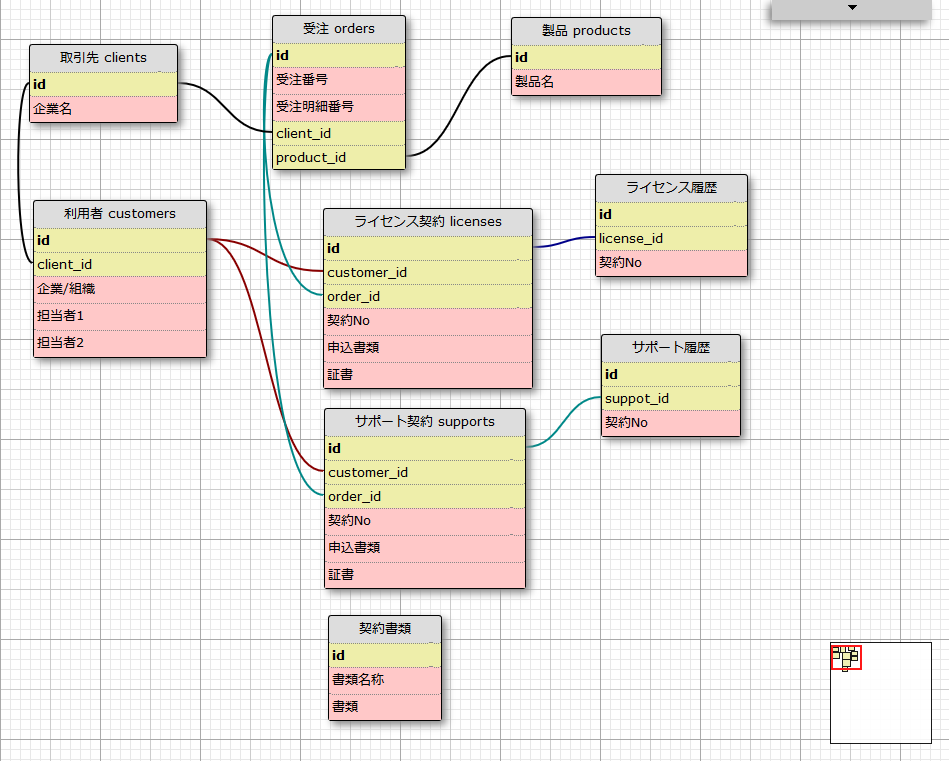 取引先 clients
id
企業名
受注 orders
id
受注番号
受注明細番号
client_id
product_id
製品 products
id
製品名
利用者 customers
id
client_id
企業/組織
担当者1
担当者2
ライセンス契約 licenses
id
customer_id
order_id
契約No
申込書類
証書
ライセンス履歴
id
license_id
契約No
サポート契約 supports
id
customer_id
order_id
契約No
申込書類
証書
サポート履歴
id
suppot_id
契約No
契約書類
id
書類名称
書類